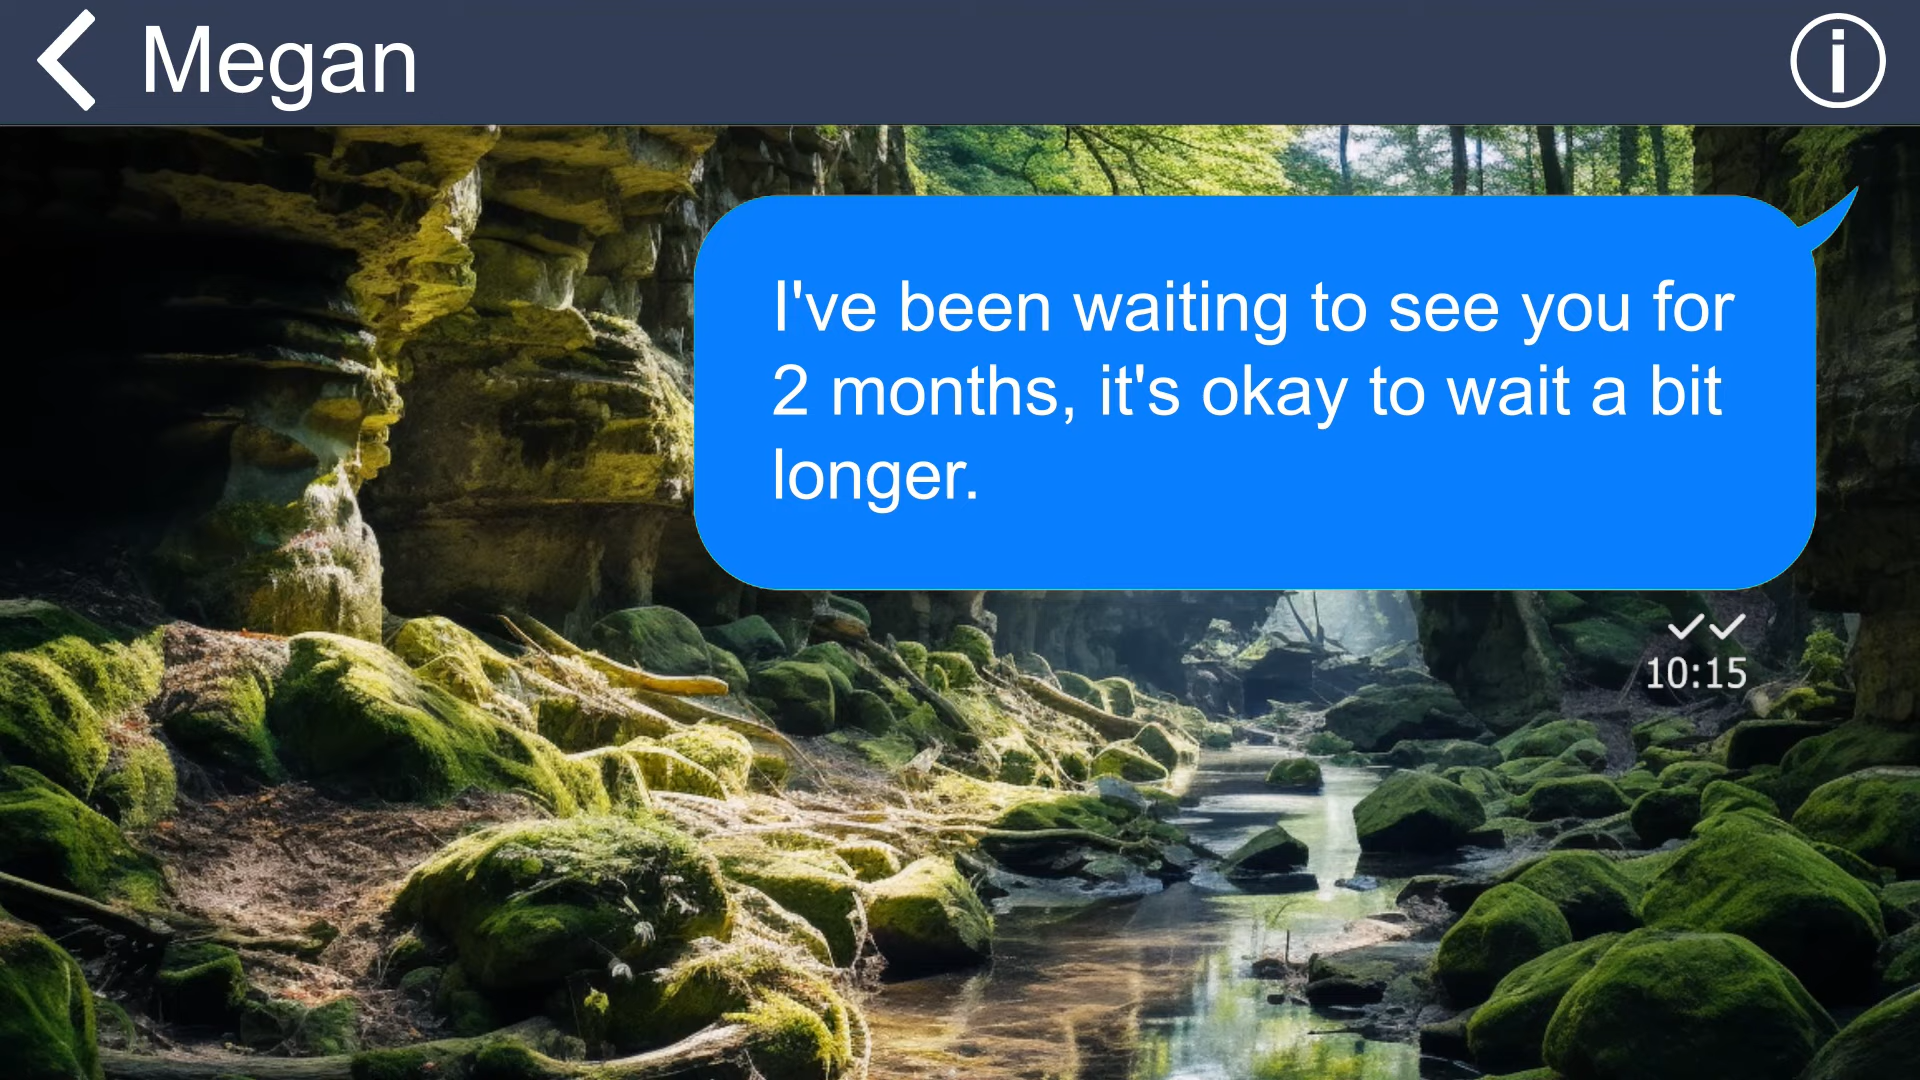 Megan
I've been waiting to see you for
2 months, it's okay to wait a bit
longer.
10:15